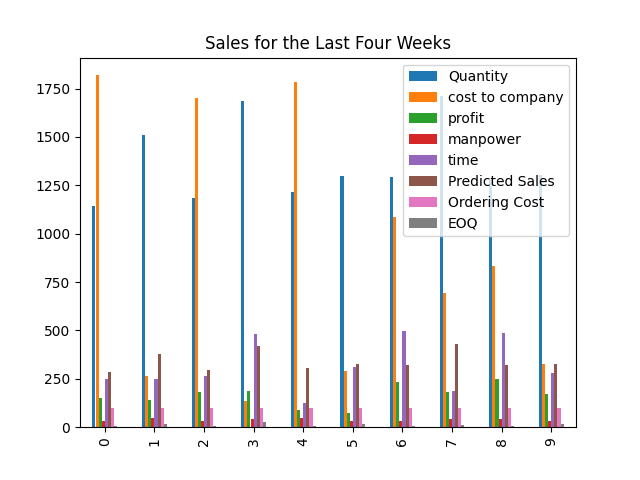 Sales for the Last Four Weeks
1750
1500
1250
1000
750
500
250
0
Quantity
cost to company
profit
manpower
time
Predicted Sales
Ordering Cost
EOQ
0 1 2 3 4 5 6 7 8 9